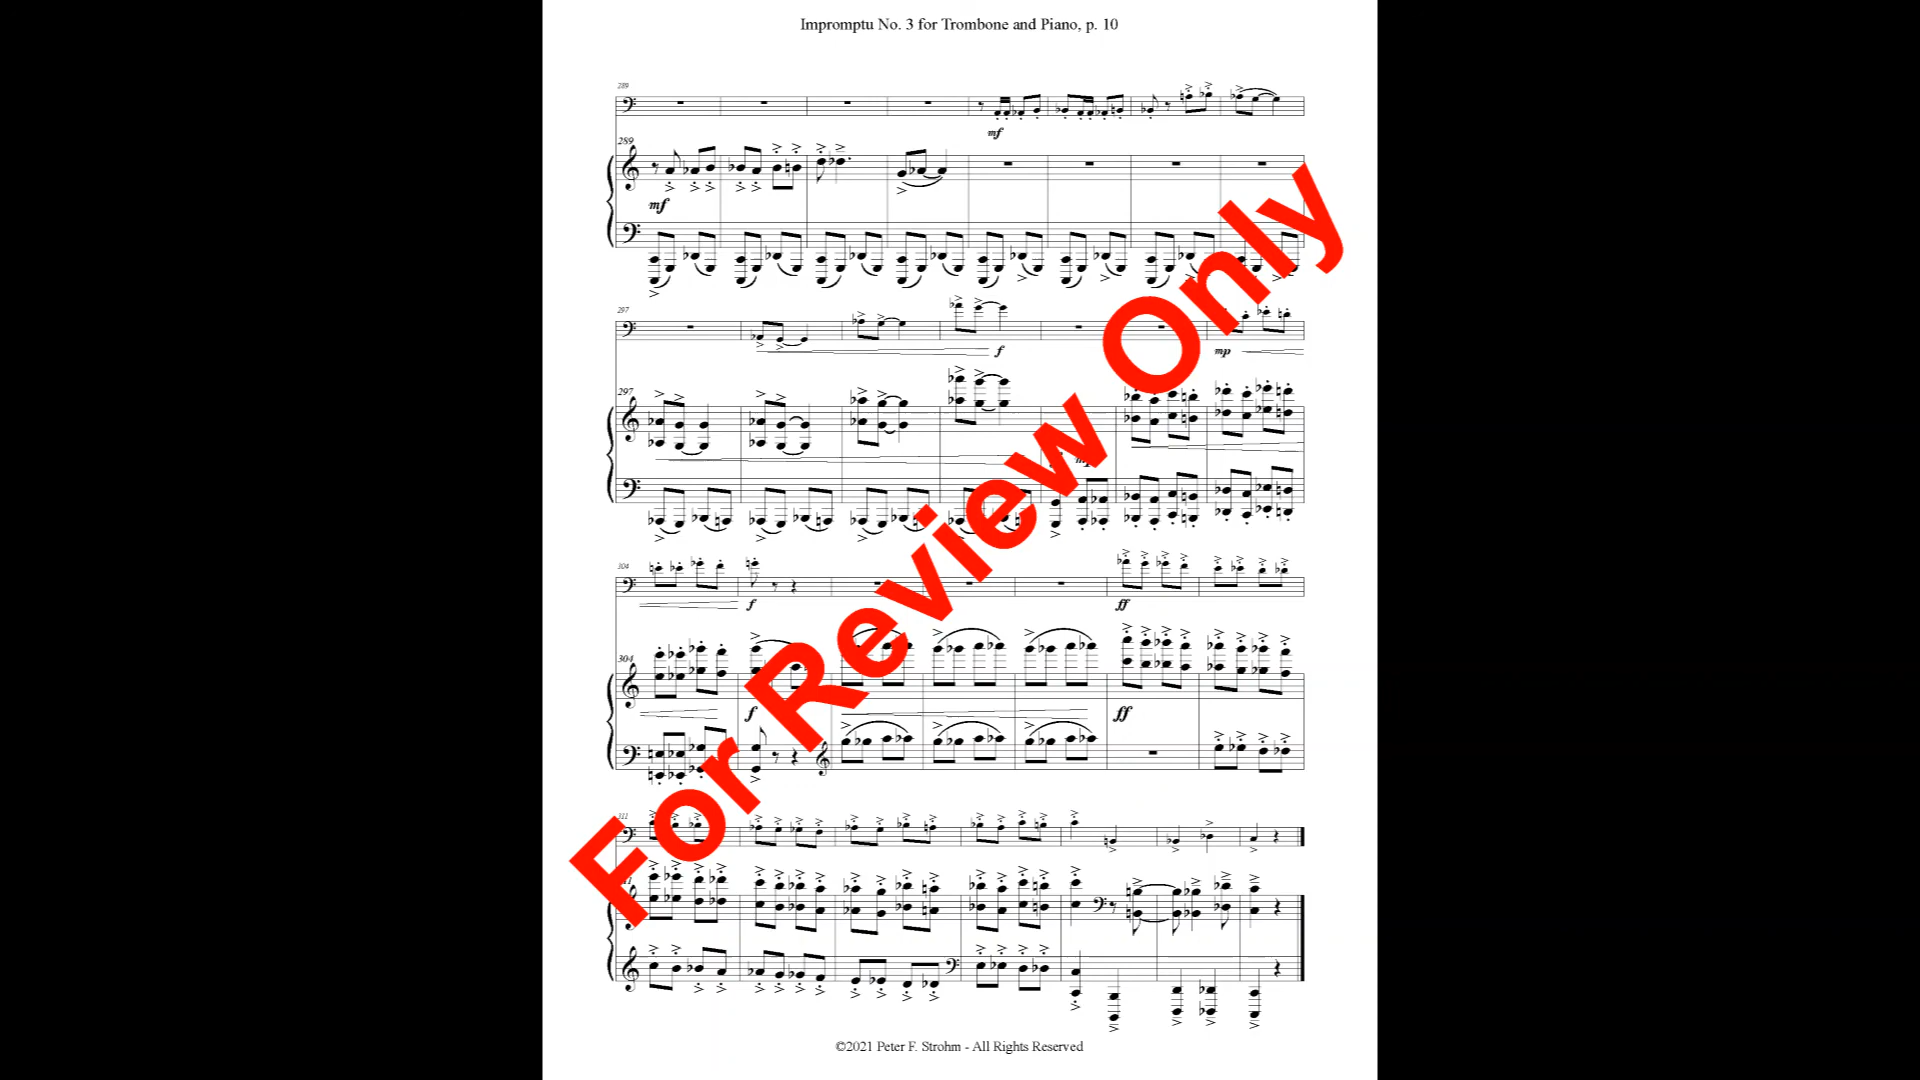 Impromptu No. 3 for Trombone and Piano, p. 10
289
mf
289
mf
297
f
mp
297
mp
304
f
ff
304
f
ff
311
For Review Only
©2021 Peter F. Strohm - All Rights Reserved